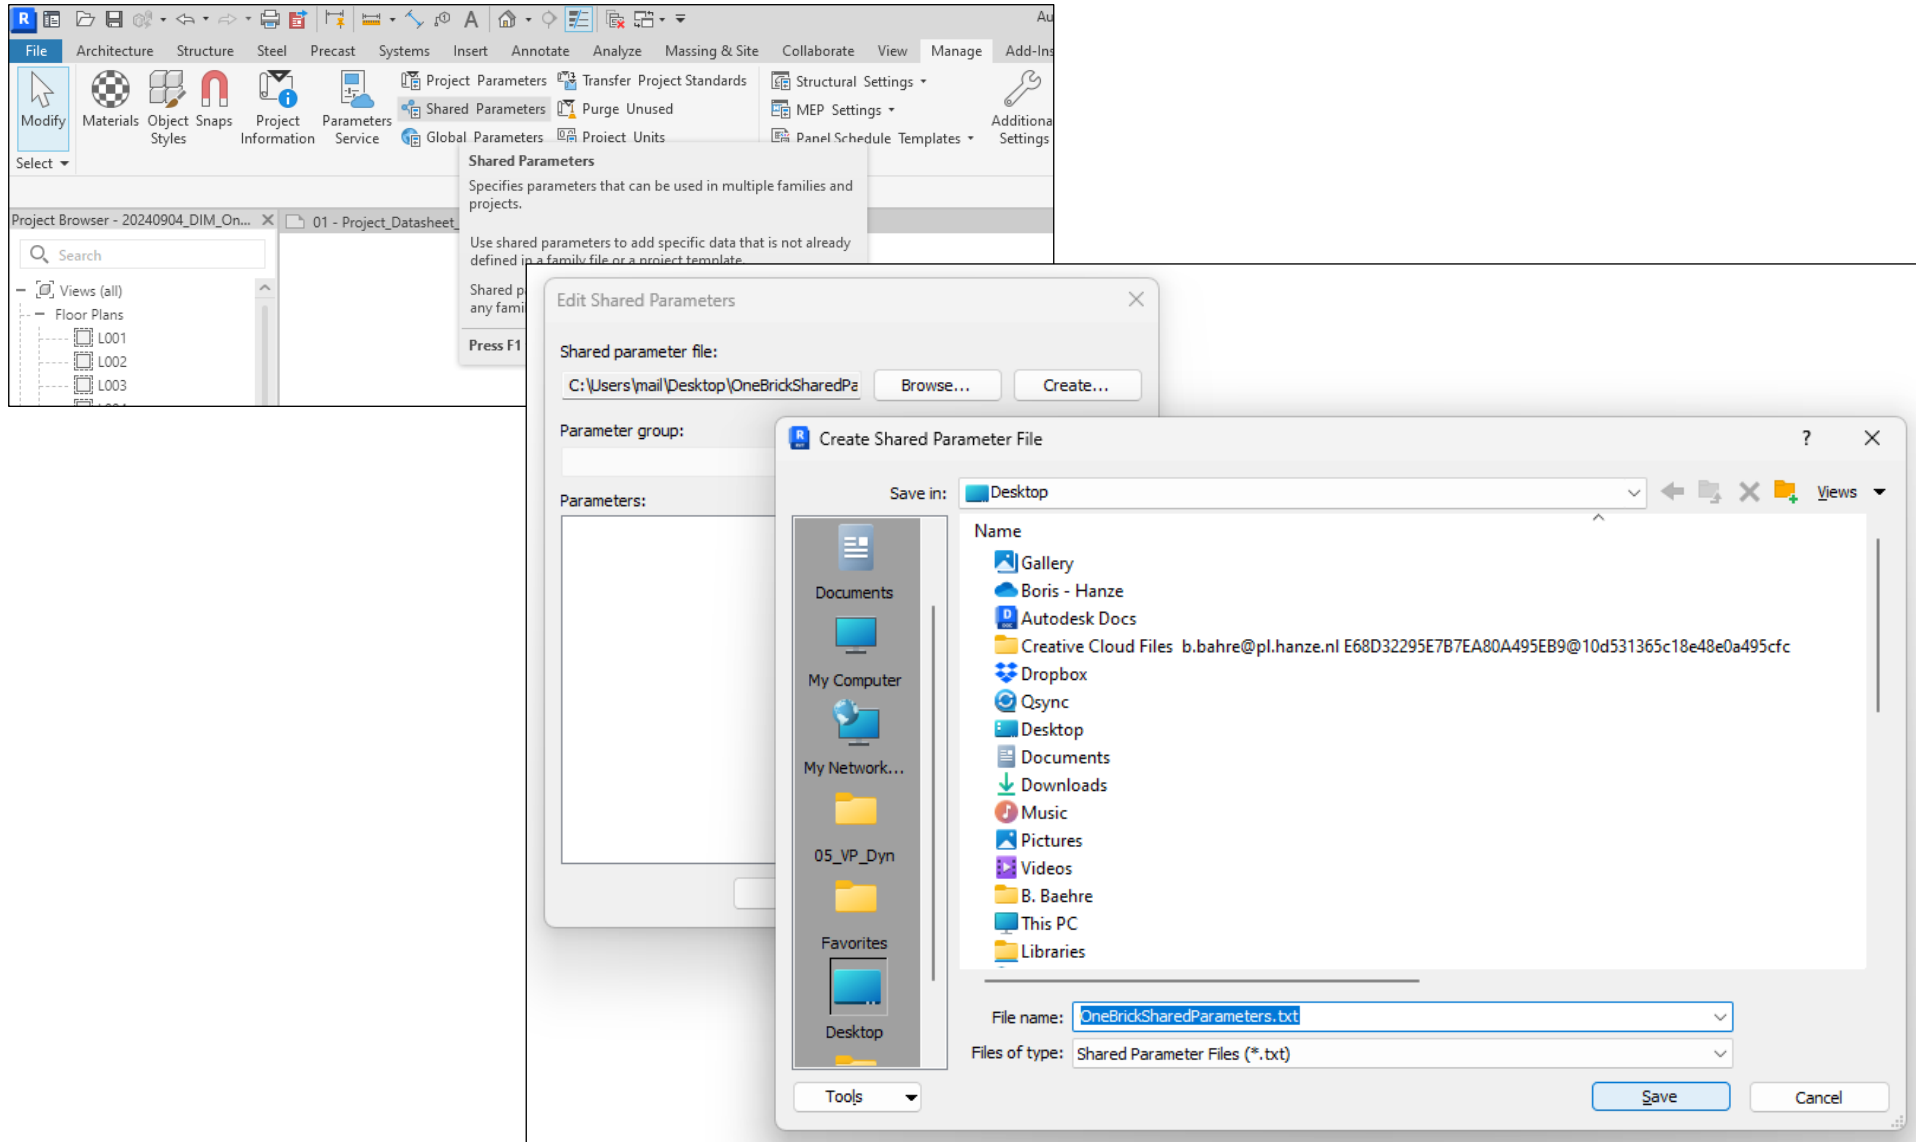 Au
File Architecture Structure Steel Precast Systems Insert Annotate Analyze Massing & Site Collaborate View Manage Add-Ins
Modify
Materials
Object Styles
Snaps
Project Information
Parameters Service
Project Parameters
Shared Parameters
Global Parameters
Transfer Project Standards
Purge Unused
Project Units
Structural Settings
MEP Settings
Panel Schedule Templates
Additiona
Settings
Select
Shared Parameters
Specifies parameters that can be used in multiple families and
projects.
Use shared parameters to add specific data that is not already
defined in a family file or a project template.
Shared p
any fami
Press F1
Project Browser - 20240904_DIM_On...
01 - Project_Datasheet_
Search
Views (all)
Floor Plans
L001
L002
L003
Edit Shared Parameters
Shared parameter file:
C:\Users\mail\Desktop\OneBrickSharedPa
Browse...
Create...
Parameter group:
Parameters:
Create Shared Parameter File
?
Save in:
Desktop
Views
Documents
My Computer
My Network...
05_VP_Dyn
Favorites
Desktop
Name
Gallery
Boris - Hanze
Autodesk Docs
Creative Cloud Files b.bahre@pl.hanze.nl E68D32295E7B7EA80A495EB9@10d531365c18e48e0a495cfc
Dropbox
Qsync
Desktop
Documents
Downloads
Music
Pictures
Videos
B. Baehre
This PC
Libraries
File name: OneBrickSharedParameters.txt
Files of type: Shared Parameter Files (*.txt)
Tools
Save
Cancel